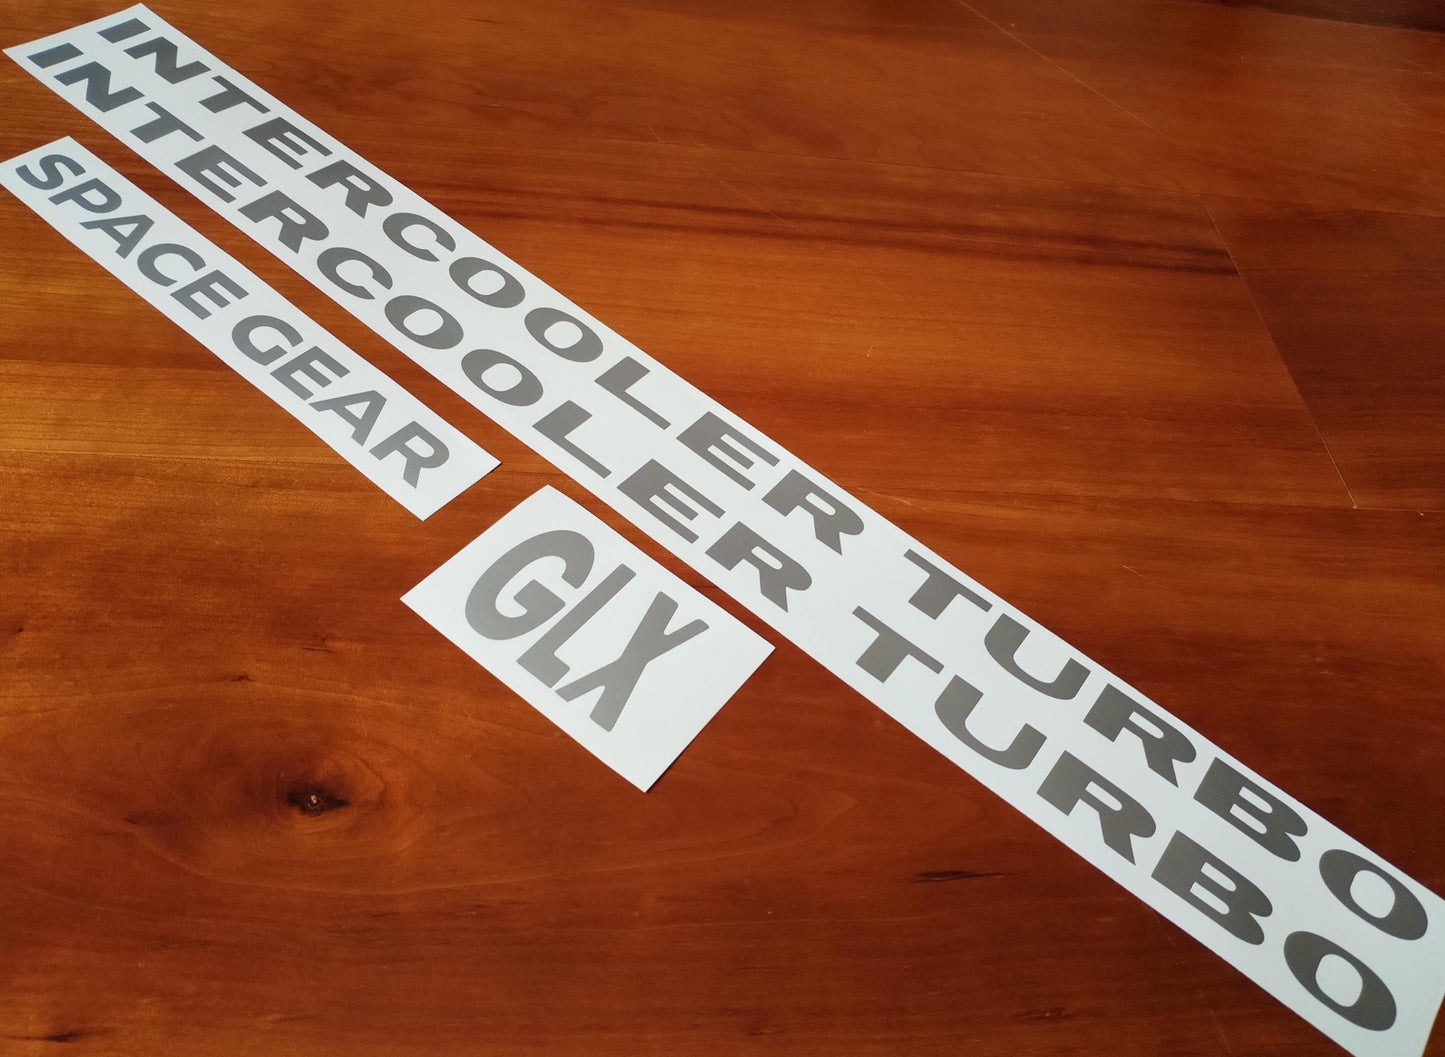 INTERCOOLER TURBO
INTERCOOLER TURBO
SPACE GEAR
GLX